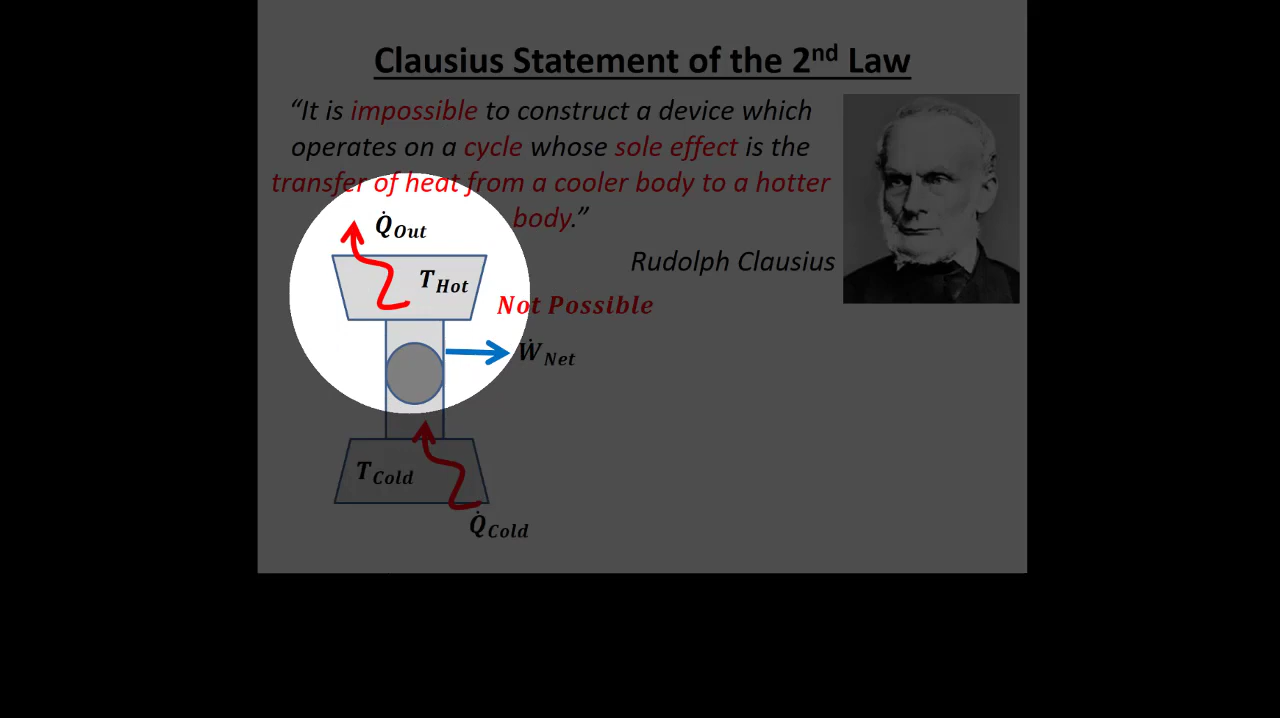 Clausius Statement of the 2nd Law
“It is impossible to construct a device which
operates on a cycle whose sole effect is the
transfer of heat from a cooler body to a hotter
body.”
Rudolph Clausius
Q̇Out
THot
Not Possible
ẆNet
TCold
Q̇Cold